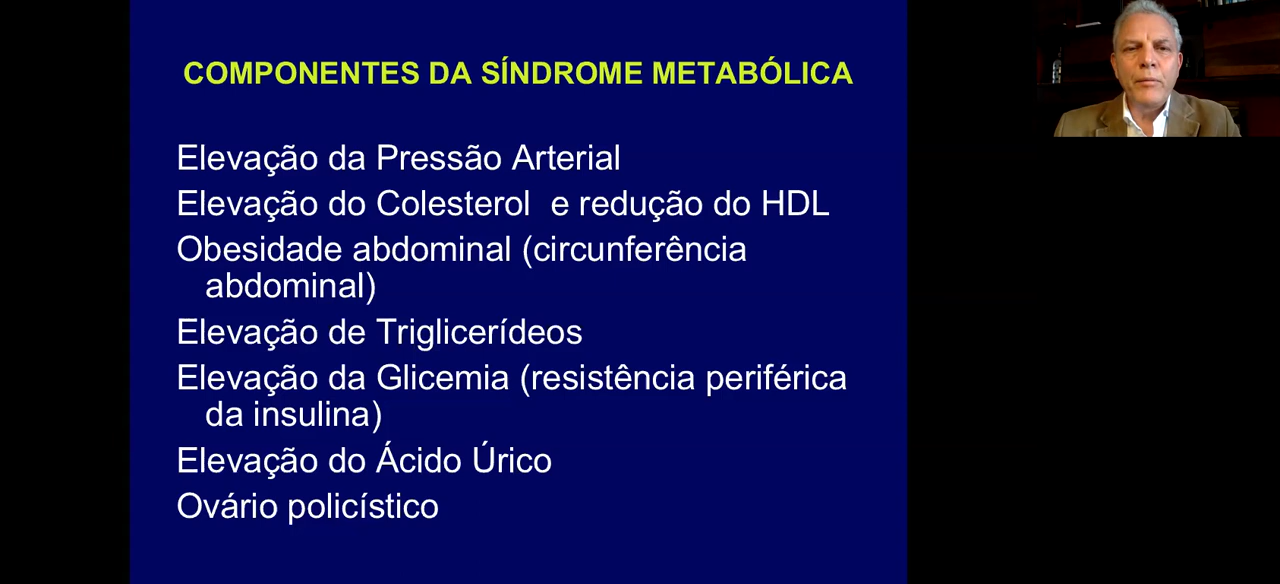 COMPONENTES DA SÍNDROME METABÓLICA
Elevação da Pressão Arterial
Elevação do Colesterol e redução do HDL
Obesidade abdominal (circunferência
abdominal)
Elevação de Triglicerídeos
Elevação da Glicemia (resistência periférica
da insulina)
Elevação do Ácido Úrico
Ovário policístico